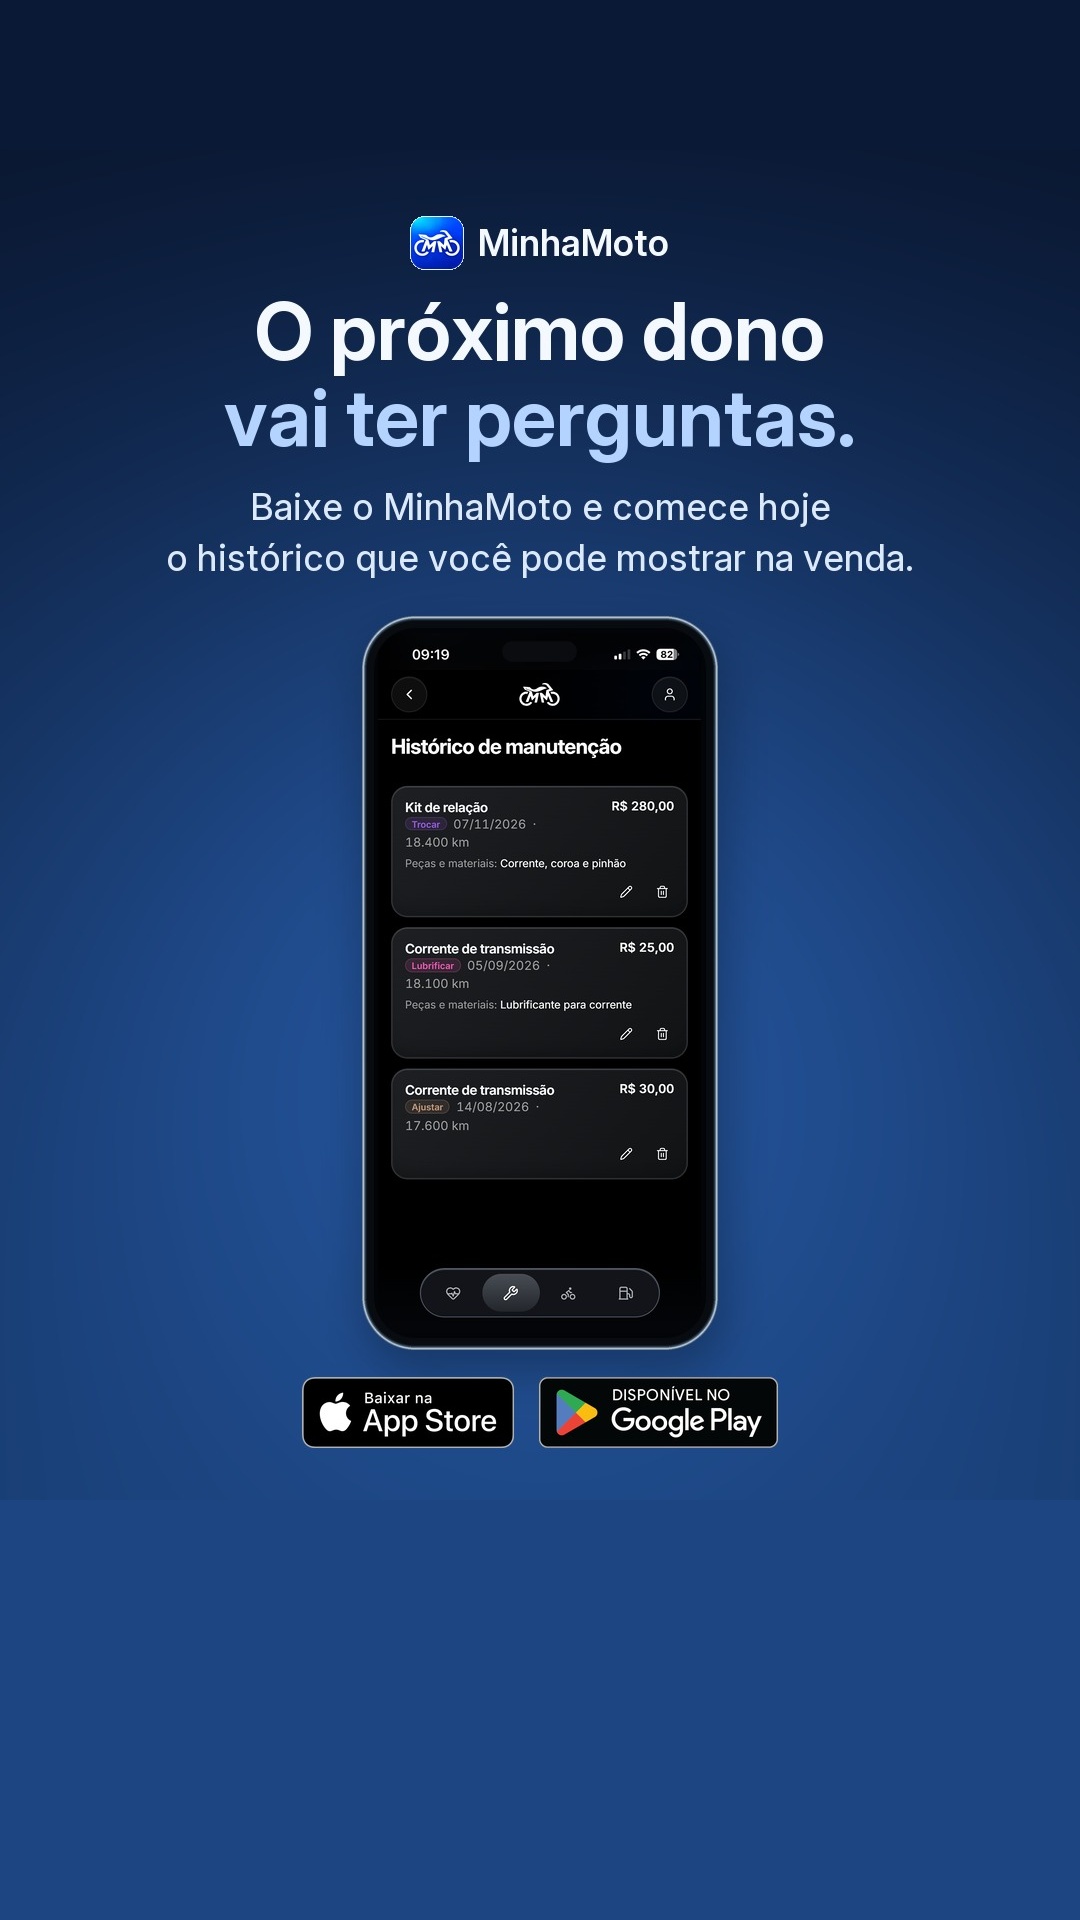 MinhaMoto
O próximo dono
vai ter perguntas.
Baixe o MinhaMoto e comece hoje
o histórico que você pode mostrar na venda.
09:19
82
MM
Histórico de manutenção
Kit de relação R$ 280,00
Trocar 07/11/2026 ·
18.400 km
Peças e materiais: Corrente, coroa e pinhão
Corrente de transmissão R$ 25,00
Lubrificar 05/09/2026 ·
18.100 km
Peças e materiais: Lubrificante para corrente
Corrente de transmissão R$ 30,00
Ajustar 14/08/2026 ·
17.600 km
Baixar na
App Store
DISPONÍVEL NO
Google Play